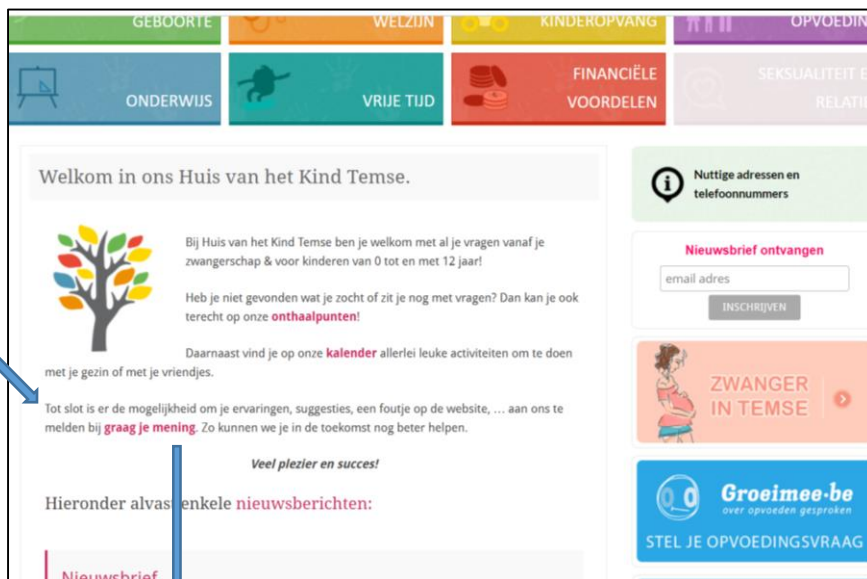 GEBOORTE
WELZIJN
KINDEROPVANG
OPVOEDIN
ONDERWIJS
VRIJE TIJD
FINANCIËLE
VOORDELEN
SEKSUALITEIT E
RELATI
Welkom in ons Huis van het Kind Temse.
Bij Huis van het Kind Temse ben je welkom met al je vragen vanaf je
zwangerschap & voor kinderen van 0 tot en met 12 jaar!
Heb je niet gevonden wat je zocht of zit je nog met vragen? Dan kan je ook
terecht op onze onthaalpunten!
Daarnaast vind je op onze kalender allerlei leuke activiteiten om te doen
met je gezin of met je vriendjes.
Tot slot is er de mogelijkheid om je ervaringen, suggesties, een foutje op de website, … aan ons te
melden bij graag je mening. Zo kunnen we je in de toekomst nog beter helpen.
Veel plezier en succes!
Hieronder alvast enkele nieuwsberichten:
Nieuwsbrief
Nuttige adressen en
telefoonnummers
Nieuwsbrief ontvangen
email adres
INSCHRIJVEN
ZWANGER
IN TEMSE
Groeimee·be
over opvoeden gesproken
STEL JE OPVOEDINGSVRAAG